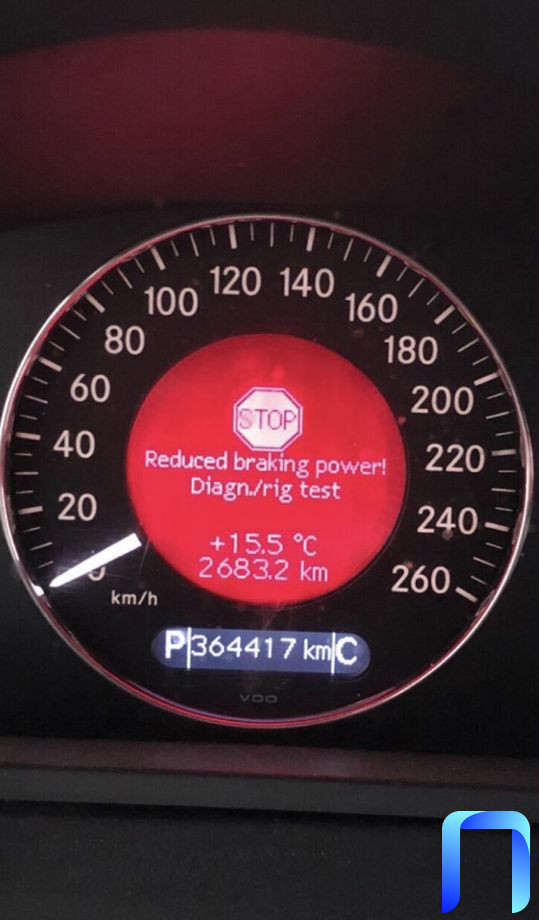 120 140
100 160
80 180
60 200
40 220
20 240
0 260
km/h
STOP
Reduced braking power!
Diagn./rig test
+15.5 °C
2683.2 km
P 364417 km C
VDO